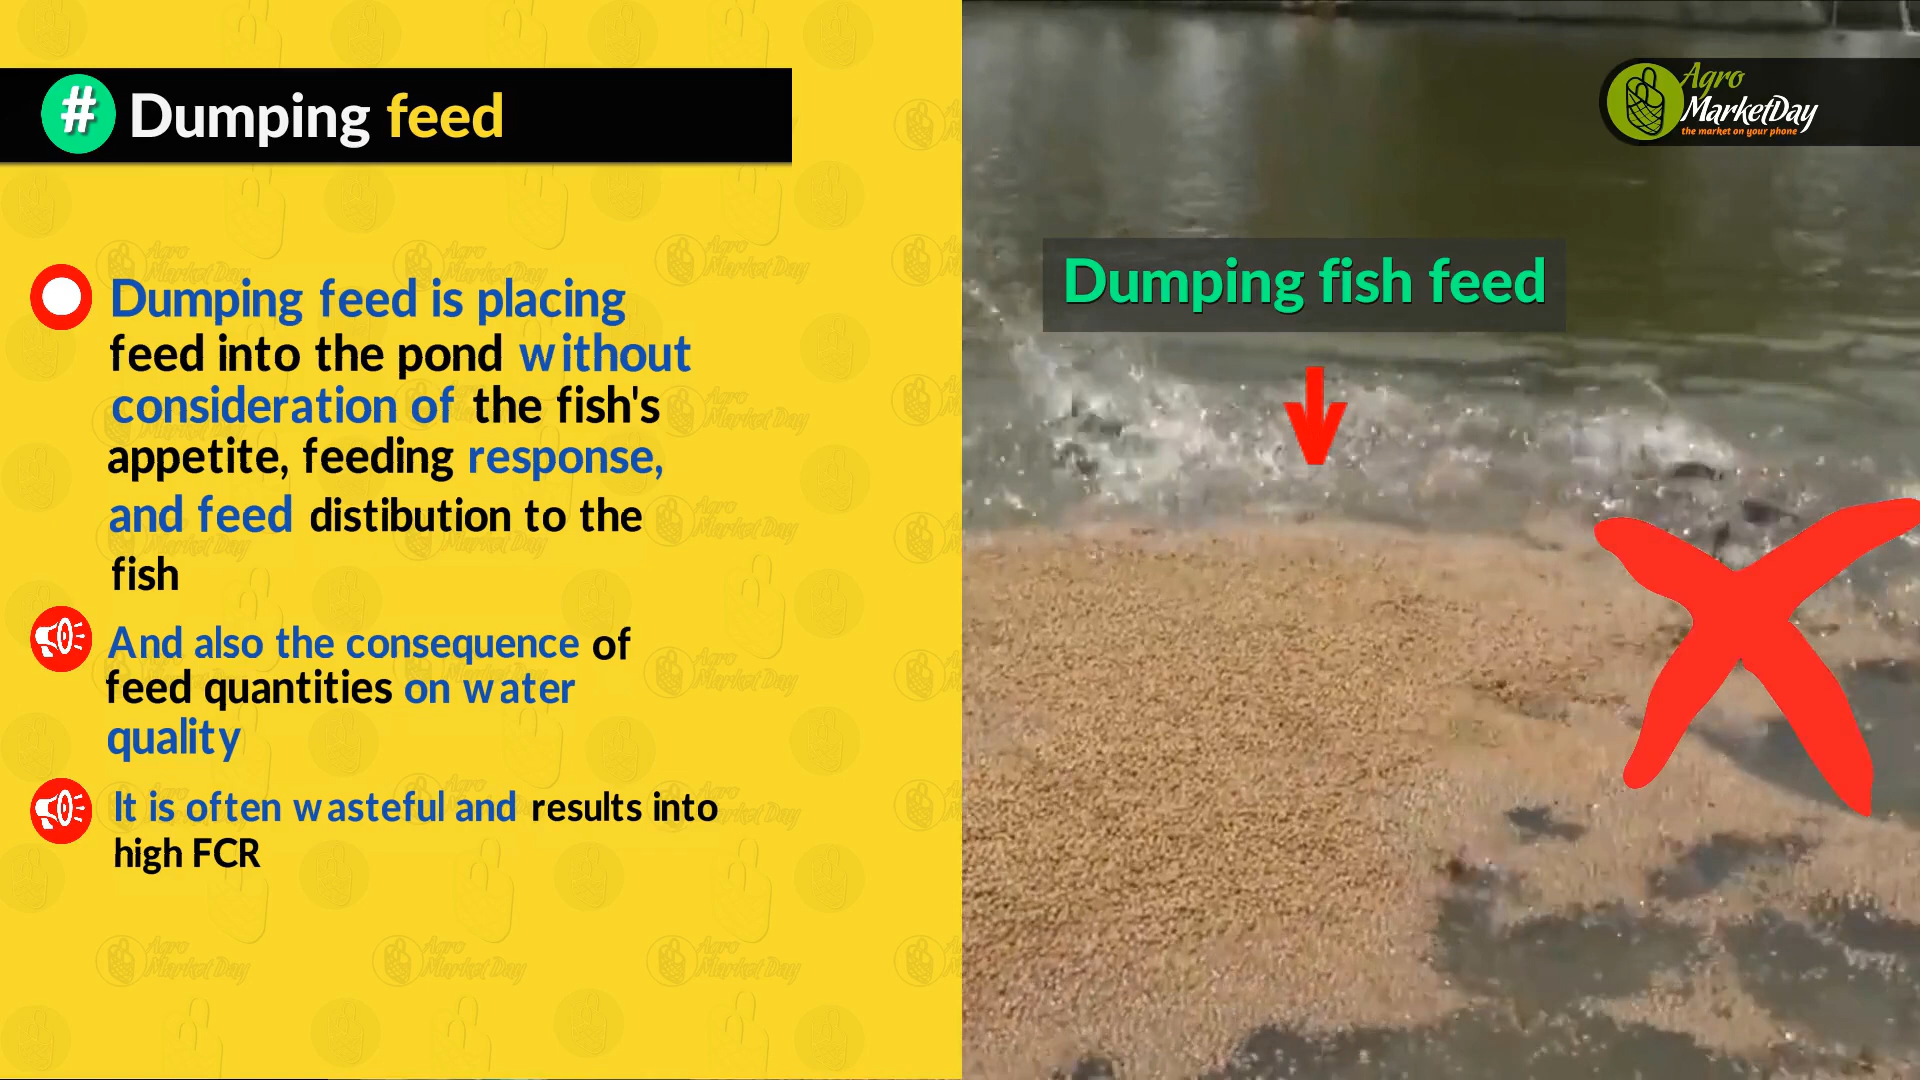 # Dumping feed
Dumping feed is placing
feed into the pond without
consideration of the fish's
appetite, feeding response,
and feed distibution to the
fish
And also the consequence of
feed quantities on water
quality
It is often wasteful and results into
high FCR
Agro
MarketDay
the market on your phone
Dumping fish feed